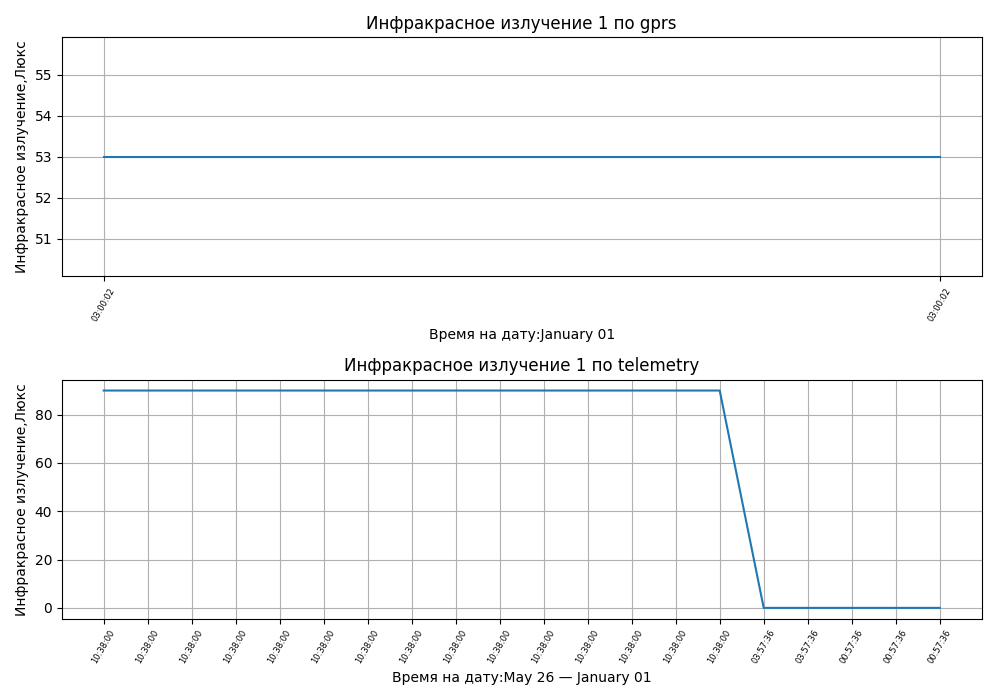 Инфракрасное излучение 1 по gprs
Инфракрасное излучение,Люкс
55
54
53
52
51
03:00:02 03:00:02
Время на дату:January 01
Инфракрасное излучение 1 по telemetry
Инфракрасное излучение,Люкс
80
60
40
20
0
10:38:00 10:38:00 10:38:00 10:38:00 10:38:00 10:38:00 10:38:00 10:38:00 10:38:00 10:38:00 10:38:00 10:38:00 10:38:00 10:38:00 10:38:00 03:57:36 03:57:36 00:57:36 00:57:36 00:57:36
Время на дату:May 26 — January 01